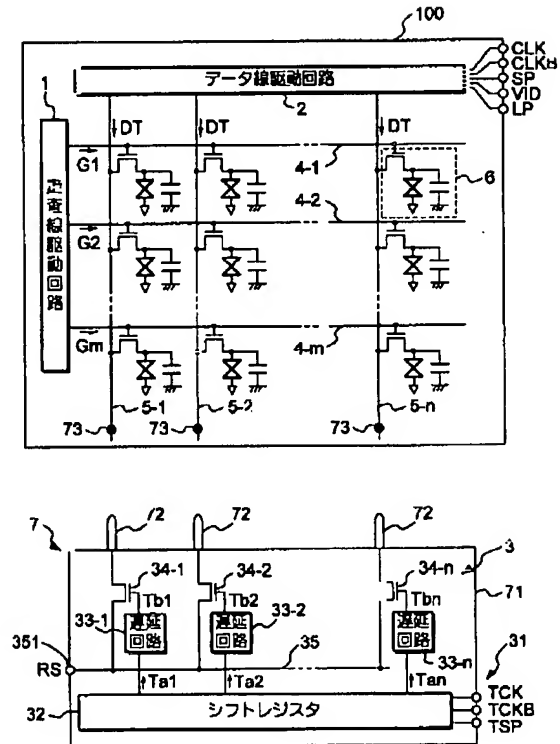 100
CLK
CLKB
SP
VID
LP
データ線駆動回路
1
2
DT
DT
DT
G1
4-1
6
走査線駆動回路
G2
4-2
Gm
4-m
5-1
5-2
5-n
73
73
73
7
72
72
72
3
34-1
34-2
34-n
71
Tb1
Tb2
Tbn
33-1
遅延
回路
遅延
回路
33-2
遅延
回路
33-n
351
35
31
RS
Ta1
Ta2
Tan
TCK
32
シフトレジスタ
TCKB
TSP